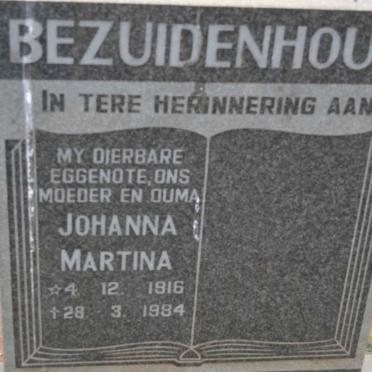 BEZUIDENHOU
IN TERE HERINNERING AAN
MY DIERBARE
EGGENOTE, ONS
MOEDER EN OUMA
JOHANNA
MARTINA
☆4. 12. 1916
†28. 3. 1984